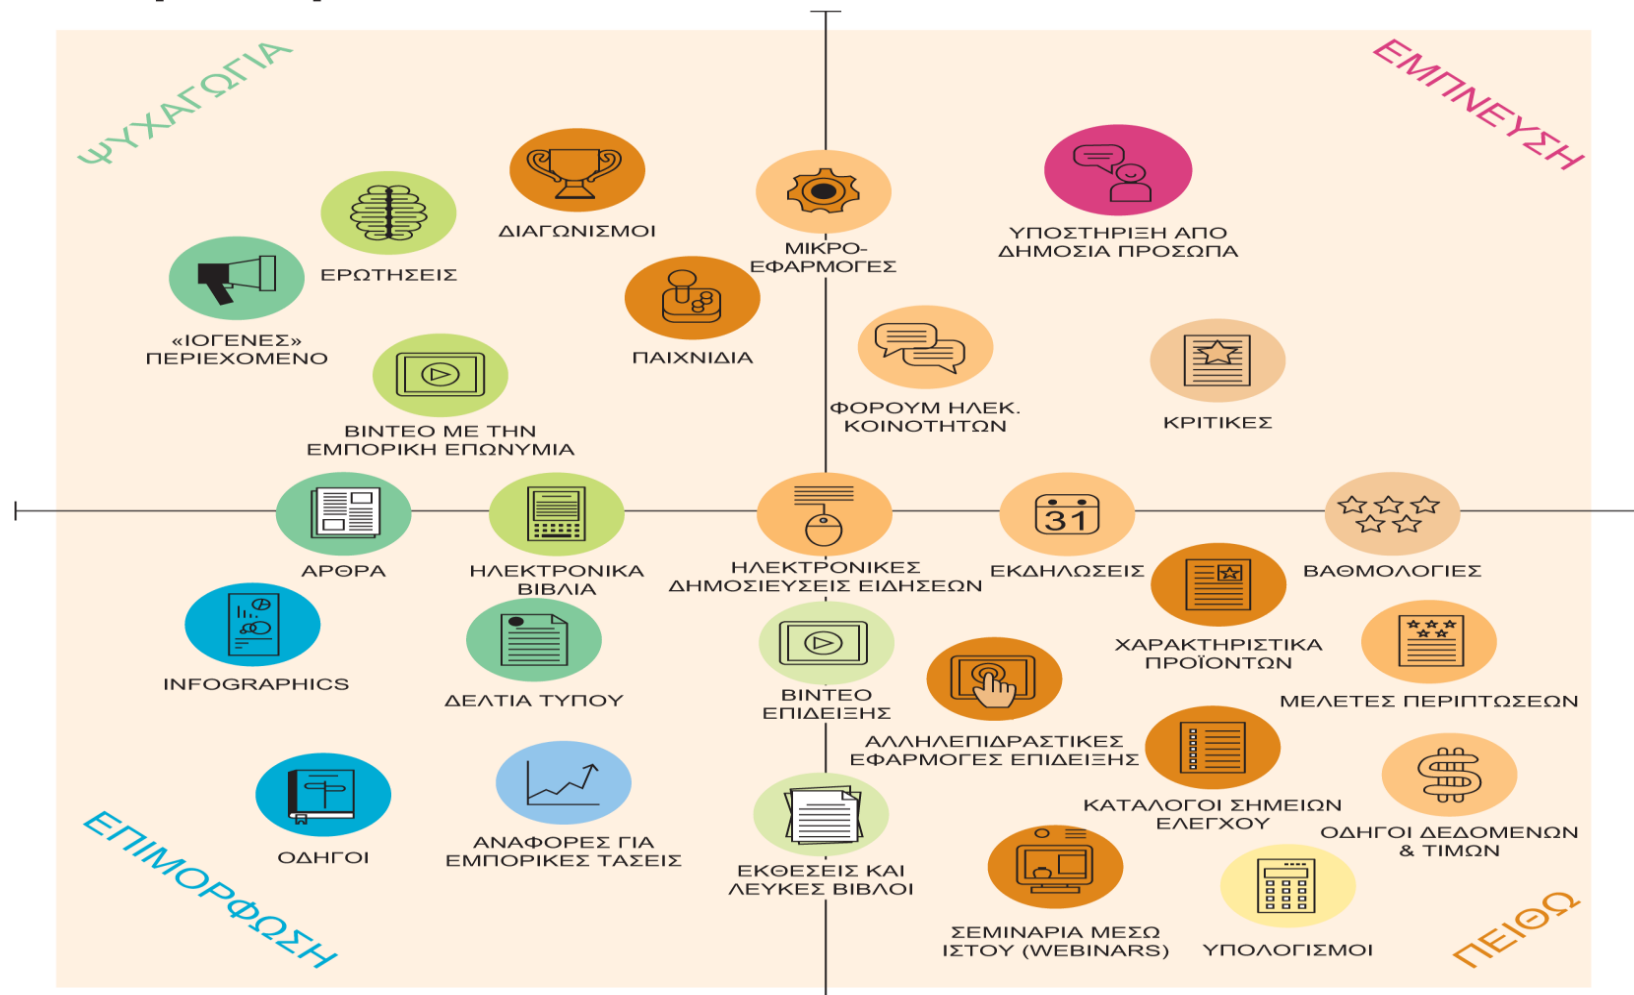 ΨΥΧΑΓΩΓΙΑ
ΕΜΠΝΕΥΣΗ
ΔΙΑΓΩΝΙΣΜΟΙ
ΥΠΟΣΤΗΡΙΞΗ ΑΠΟ
ΔΗΜΟΣΙΑ ΠΡΟΣΩΠΑ
ΜΙΚΡΟ-
ΕΦΑΡΜΟΓΕΣ
ΕΡΩΤΗΣΕΙΣ
«ΙΟΓΕΝΕΣ»
ΠΕΡΙΕΧΟΜΕΝΟ
ΠΑΙΧΝΙΔΙΑ
ΦΟΡΟΥΜ ΗΛΕΚ.
ΚΟΙΝΟΤΗΤΩΝ
ΚΡΙΤΙΚΕΣ
ΒΙΝΤΕΟ ΜΕ ΤΗΝ
ΕΜΠΟΡΙΚΗ ΕΠΩΝΥΜΙΑ
31
ΑΡΘΡΑ
ΗΛΕΚΤΡΟΝΙΚΑ
ΒΙΒΛΙΑ
ΗΛΕΚΤΡΟΝΙΚΕΣ
ΔΗΜΟΣΙΕΥΣΕΙΣ ΕΙΔΗΣΕΩΝ
ΕΚΔΗΛΩΣΕΙΣ
ΒΑΘΜΟΛΟΓΙΕΣ
ΧΑΡΑΚΤΗΡΙΣΤΙΚΑ
ΠΡΟΪΟΝΤΩΝ
INFOGRAPHICS
ΔΕΛΤΙΑ ΤΥΠΟΥ
ΒΙΝΤΕΟ
ΕΠΙΔΕΙΞΗΣ
ΜΕΛΕΤΕΣ ΠΕΡΙΠΤΩΣΕΩΝ
ΑΛΛΗΛΕΠΙΔΡΑΣΤΙΚΕΣ
ΕΦΑΡΜΟΓΕΣ ΕΠΙΔΕΙΞΗΣ
ΚΑΤΑΛΟΓΟΙ ΣΗΜΕΙΩΝ
ΕΛΕΓΧΟΥ
ΟΔΗΓΟΙ ΔΕΔΟΜΕΝΩΝ
& ΤΙΜΩΝ
ΟΔΗΓΟΙ
ΑΝΑΦΟΡΕΣ ΓΙΑ
ΕΜΠΟΡΙΚΕΣ ΤΑΣΕΙΣ
ΕΚΘΕΣΕΙΣ ΚΑΙ
ΛΕΥΚΕΣ ΒΙΒΛΟΙ
ΣΕΜΙΝΑΡΙΑ ΜΕΣΩ
ΙΣΤΟΥ (WEBINARS)
ΥΠΟΛΟΓΙΣΜΟΙ
ΕΠΙΜΟΡΦΩΣΗ
ΠΕΙΘΩ